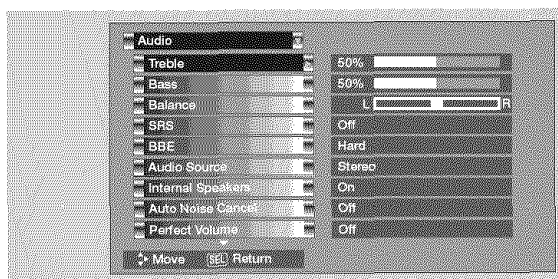 Audio
Treble 50%
Bass 50%
Balance L R
SRS Off
BBE Hard
Audio Source Stereo
Internal Speakers On
Auto Noise Cancel Off
Perfect Volume Off
Move SEL Return